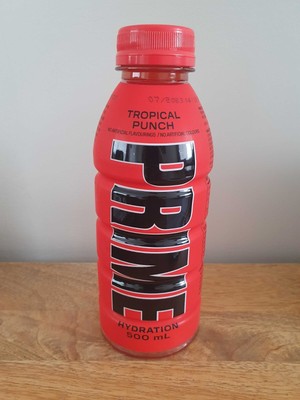 TROPICAL
PUNCH
PRIME
HYDRATION
500 mL